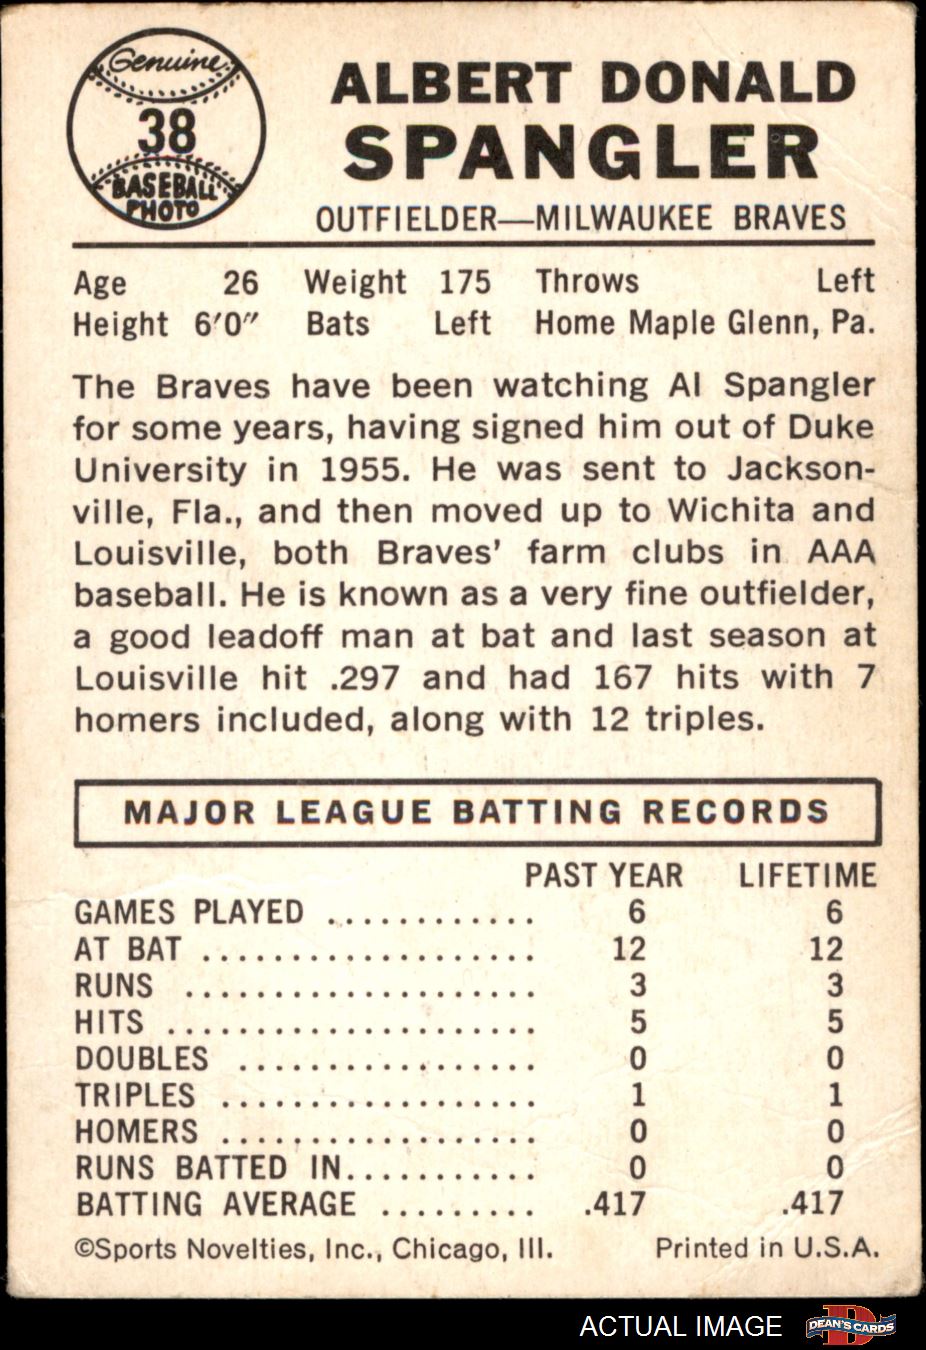 Genuine
38
BASEBALL
PHOTO
ALBERT DONALD
SPANGLER
OUTFIELDER—MILWAUKEE BRAVES
Age 26 Weight 175 Throws Left
Height 6'0" Bats Left Home Maple Glenn, Pa.
The Braves have been watching Al Spangler
for some years, having signed him out of Duke
University in 1955. He was sent to Jackson-
ville, Fla., and then moved up to Wichita and
Louisville, both Braves' farm clubs in AAA
baseball. He is known as a very fine outfielder,
a good leadoff man at bat and last season at
Louisville hit .297 and had 167 hits with 7
homers included, along with 12 triples.
MAJOR LEAGUE BATTING RECORDS
PAST YEAR LIFETIME
GAMES PLAYED ............ 6 6
AT BAT ................... 12 12
RUNS .................... 3 3
HITS ..................... 5 5
DOUBLES ................. 0 0
TRIPLES .................. 1 1
HOMERS .................. 0 0
RUNS BATTED IN........... 0 0
BATTING AVERAGE ......... .417 .417
©Sports Novelties, Inc., Chicago, Ill. Printed in U.S.A.
ACTUAL IMAGE
DEAN'S CARDS